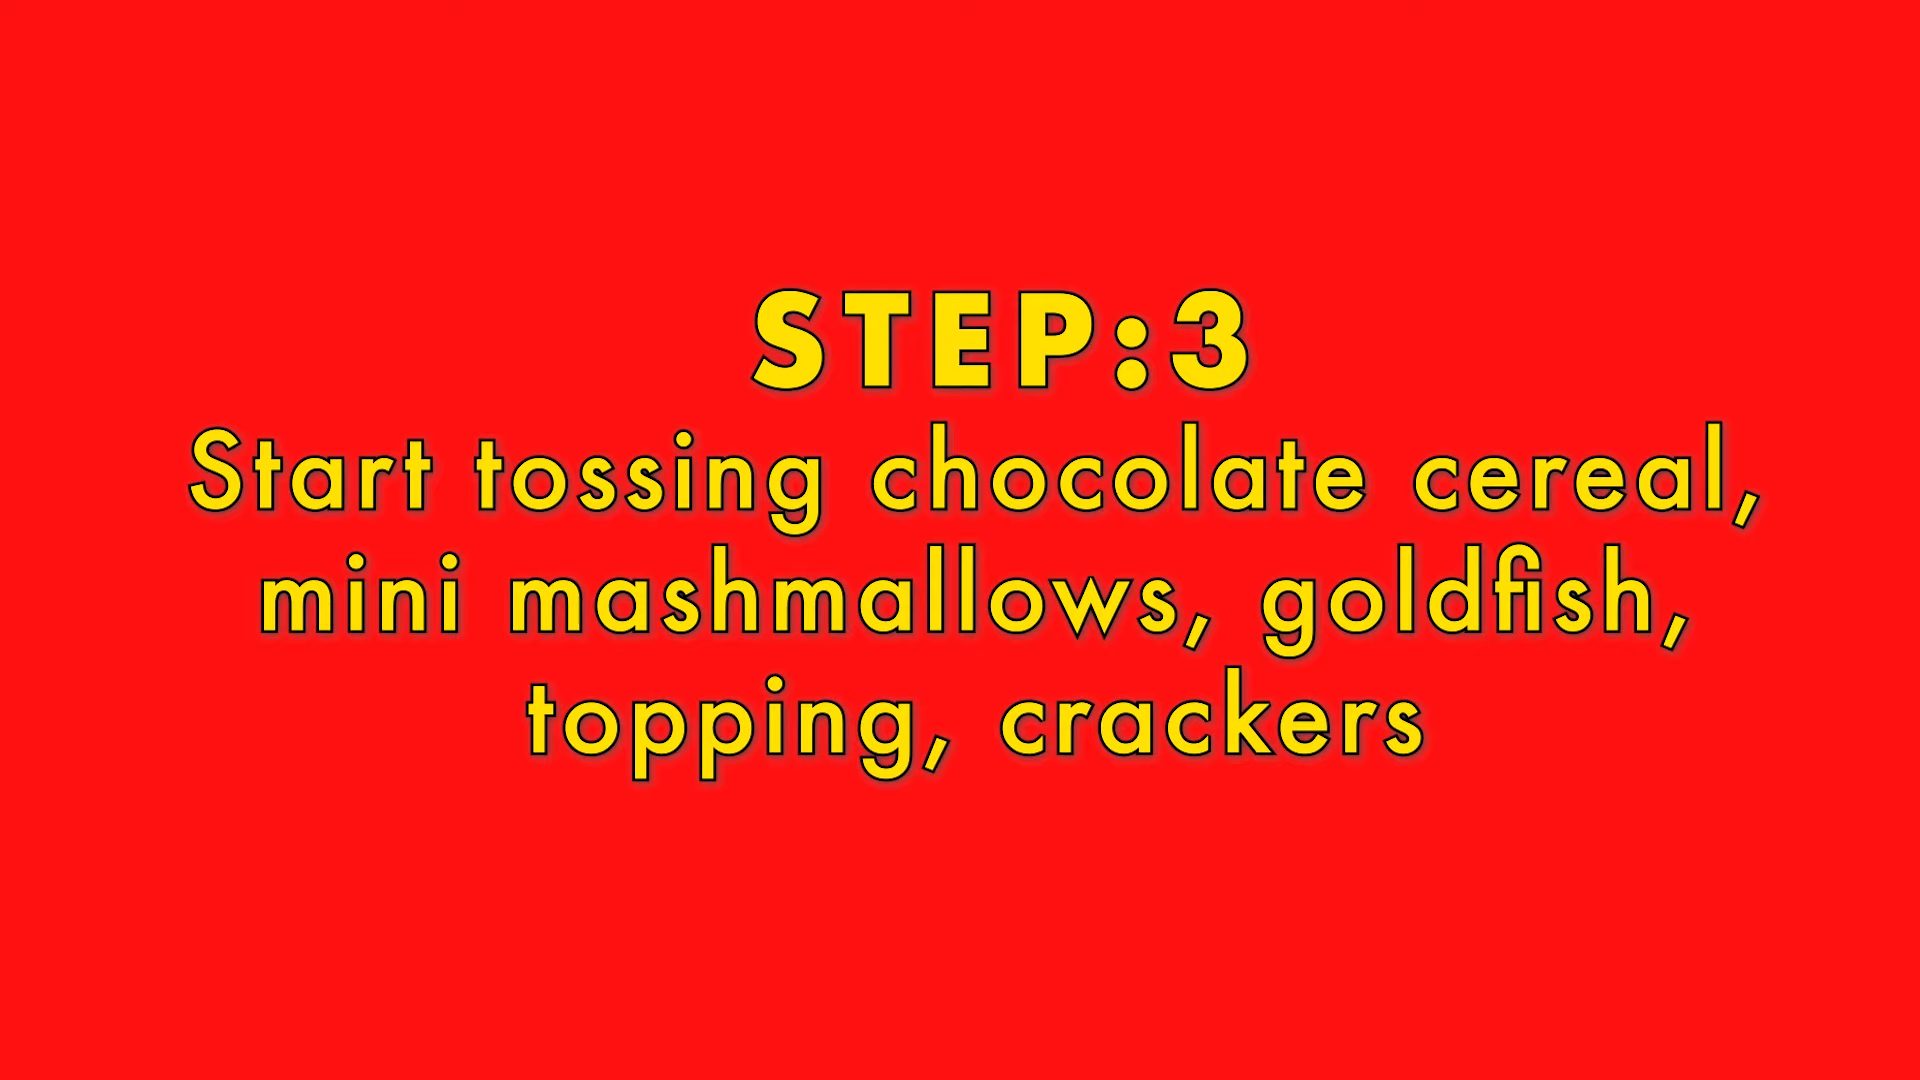 STEP:3
Start tossing chocolate cereal,
mini mashmallows, goldfish,
topping, crackers